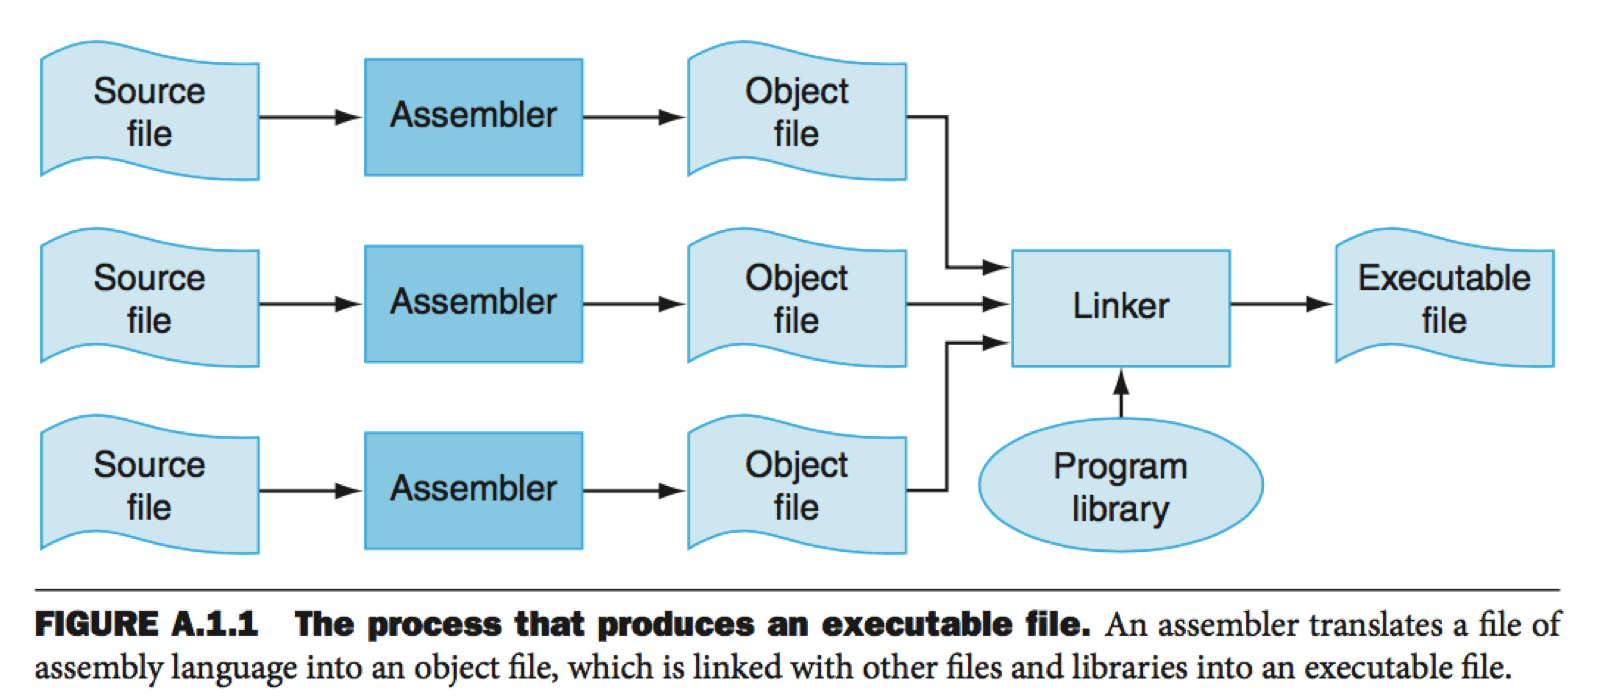 Source
file
Assembler
Object
file
Source
file
Assembler
Object
file
Linker
Executable
file
Source
file
Assembler
Object
file
Program
library
FIGURE A.1.1 The process that produces an executable file. An assembler translates a file of
assembly language into an object file, which is linked with other files and libraries into an executable file.